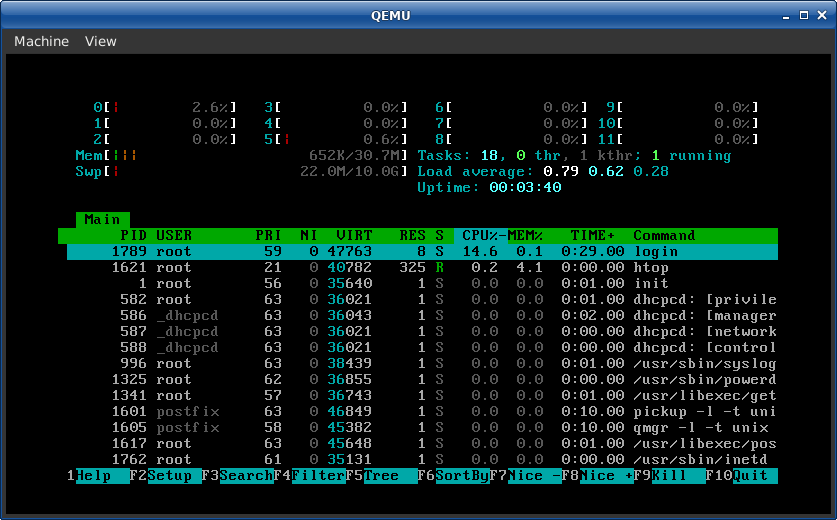 QEMU
Machine View
0[| 2.6%] 3[ 0.0%] 6[ 0.0%] 9[ 0.0%]
1[ 0.0%] 4[ 0.0%] 7[ 0.0%] 10[ 0.0%]
2[ 0.0%] 5[| 0.6%] 8[ 0.0%] 11[ 0.0%]
Mem[||| 652K/30.7M] Tasks: 18, 0 thr, 1 kthr; 1 running
Swp[| 22.0M/10.0G] Load average: 0.79 0.62 0.28
Uptime: 00:03:40
Main
PID USER PRI NI VIRT RES S CPU%-MEM% TIME+ Command
1789 root 59 0 47763 8 S 14.6 0.1 0:29.00 login
1621 root 21 0 40782 325 R 0.2 4.1 0:00.00 htop
1 root 56 0 35640 1 S 0.0 0.0 0:01.00 init
582 root 63 0 36021 1 S 0.0 0.0 0:01.00 dhcpcd: [privile
586 _dhcpcd 63 0 36043 1 S 0.0 0.0 0:02.00 dhcpcd: [manager
587 _dhcpcd 63 0 36021 1 S 0.0 0.0 0:00.00 dhcpcd: [network
588 _dhcpcd 63 0 36021 1 S 0.0 0.0 0:00.00 dhcpcd: [control
996 root 63 0 38439 1 S 0.0 0.0 0:01.00 /usr/sbin/syslog
1325 root 62 0 36855 1 S 0.0 0.0 0:00.00 /usr/sbin/powerd
1341 root 57 0 36743 1 S 0.0 0.0 0:01.00 /usr/libexec/get
1601 postfix 63 0 46849 1 S 0.0 0.0 0:10.00 pickup -l -t uni
1605 postfix 58 0 45382 1 S 0.0 0.0 0:10.00 qmgr -l -t unix
1617 root 63 0 45648 1 S 0.0 0.0 0:01.00 /usr/libexec/pos
1762 root 61 0 35131 1 S 0.0 0.0 0:00.00 /usr/sbin/inetd
1Help F2Setup F3SearchF4FilterF5Tree F6SortByF7Nice -F8Nice +F9Kill F10Quit